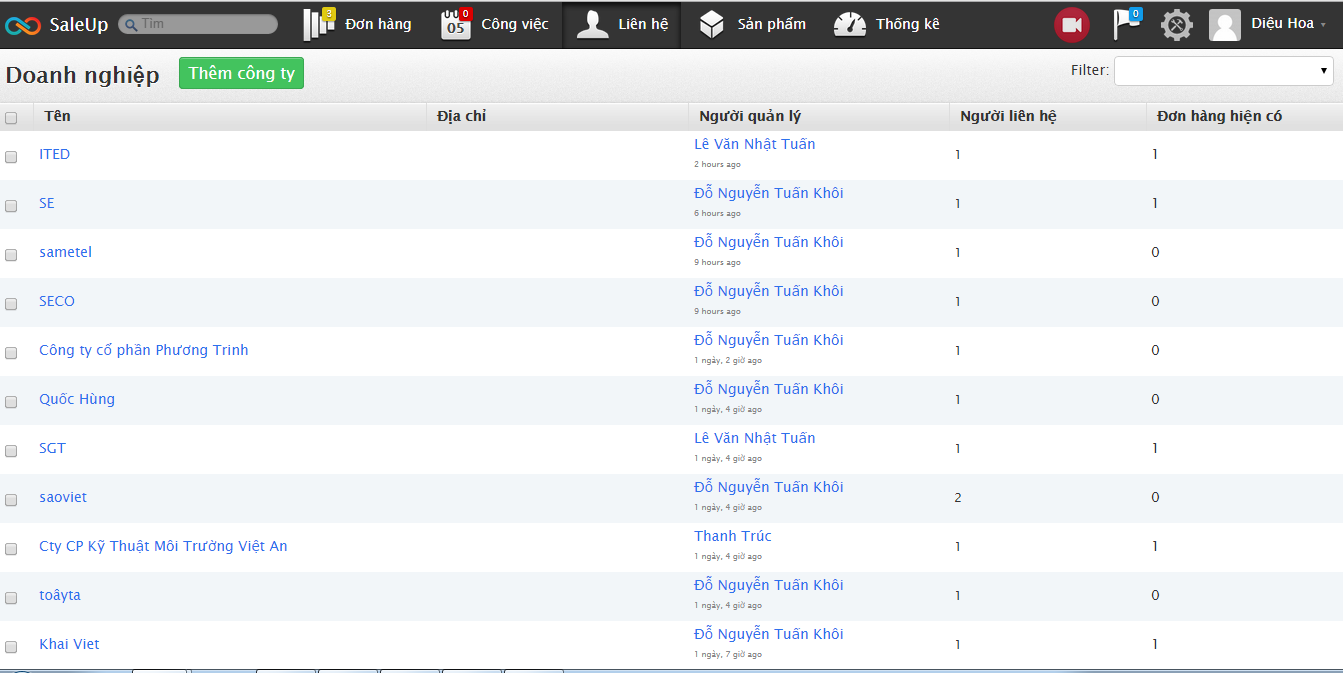 SaleUp Tìm 3 Đơn hàng 0 05 Công việc Liên hệ Sản phẩm Thống kê 0 Diệu Hoa
Doanh nghiệp Thêm công ty Filter:
Tên Địa chỉ Người quản lý Người liên hệ Đơn hàng hiện có
ITED Lê Văn Nhật Tuấn 1 1
2 hours ago
SE Đỗ Nguyễn Tuấn Khôi 1 1
6 hours ago
sametel Đỗ Nguyễn Tuấn Khôi 1 0
9 hours ago
SECO Đỗ Nguyễn Tuấn Khôi 1 0
9 hours ago
Công ty cổ phần Phương Trinh Đỗ Nguyễn Tuấn Khôi 1 0
1 ngày, 2 giờ ago
Quốc Hùng Đỗ Nguyễn Tuấn Khôi 1 0
1 ngày, 4 giờ ago
SGT Lê Văn Nhật Tuấn 1 1
1 ngày, 4 giờ ago
saoviet Đỗ Nguyễn Tuấn Khôi 2 0
1 ngày, 4 giờ ago
Cty CP Kỹ Thuật Môi Trường Việt An Thanh Trúc 1 1
1 ngày, 4 giờ ago
toâyta Đỗ Nguyễn Tuấn Khôi 1 0
1 ngày, 4 giờ ago
Khai Viet Đỗ Nguyễn Tuấn Khôi 1 1
1 ngày, 7 giờ ago